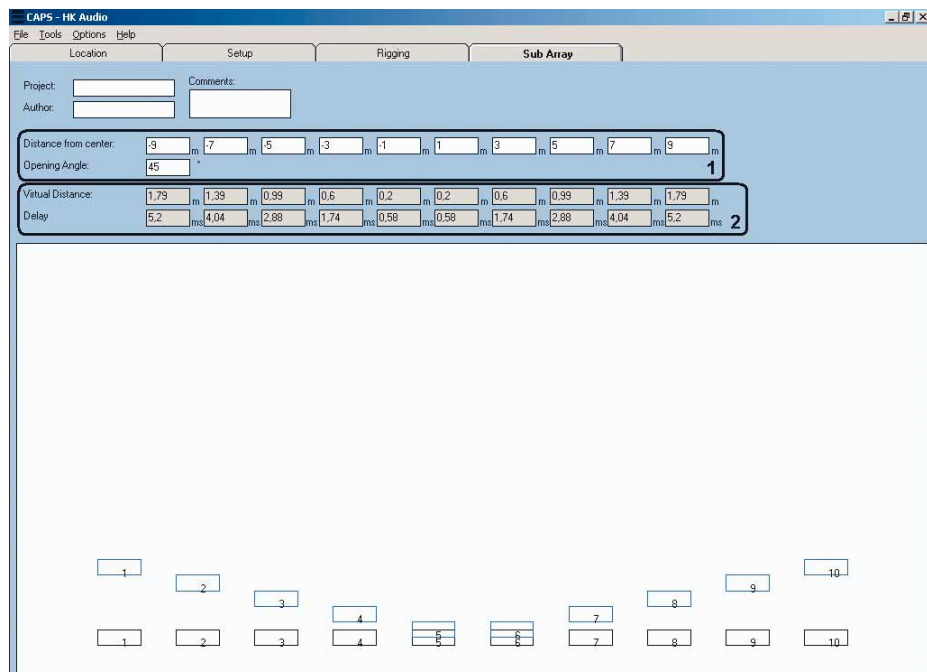 CAPS - HK Audio
File Tools Options Help
Location Setup Rigging Sub Array
Project: Comments:
Author:
Distance from center: -9 m -7 m -5 m -3 m -1 m 1 m 3 m 5 m 7 m 9 m
Opening Angle: 45 ° 1
Virtual Distance: 1,79 m 1,39 m 0,99 m 0,6 m 0,2 m 0,2 m 0,6 m 0,99 m 1,39 m 1,79 m
Delay 5,2 ms 4,04 ms 2,88 ms 1,74 ms 0,58 ms 0,58 ms 1,74 ms 2,88 ms 4,04 ms 5,2 ms 2
1 10
2 9
3 8
4 7
5 6
1 2 3 4 5 6 7 8 9 10